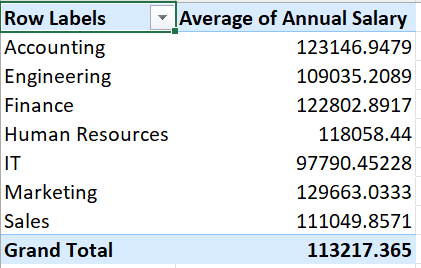 Row Labels Average of Annual Salary
Accounting 123146.9479
Engineering 109035.2089
Finance 122802.8917
Human Resources 118058.44
IT 97790.45228
Marketing 129663.0333
Sales 111049.8571
Grand Total 113217.365